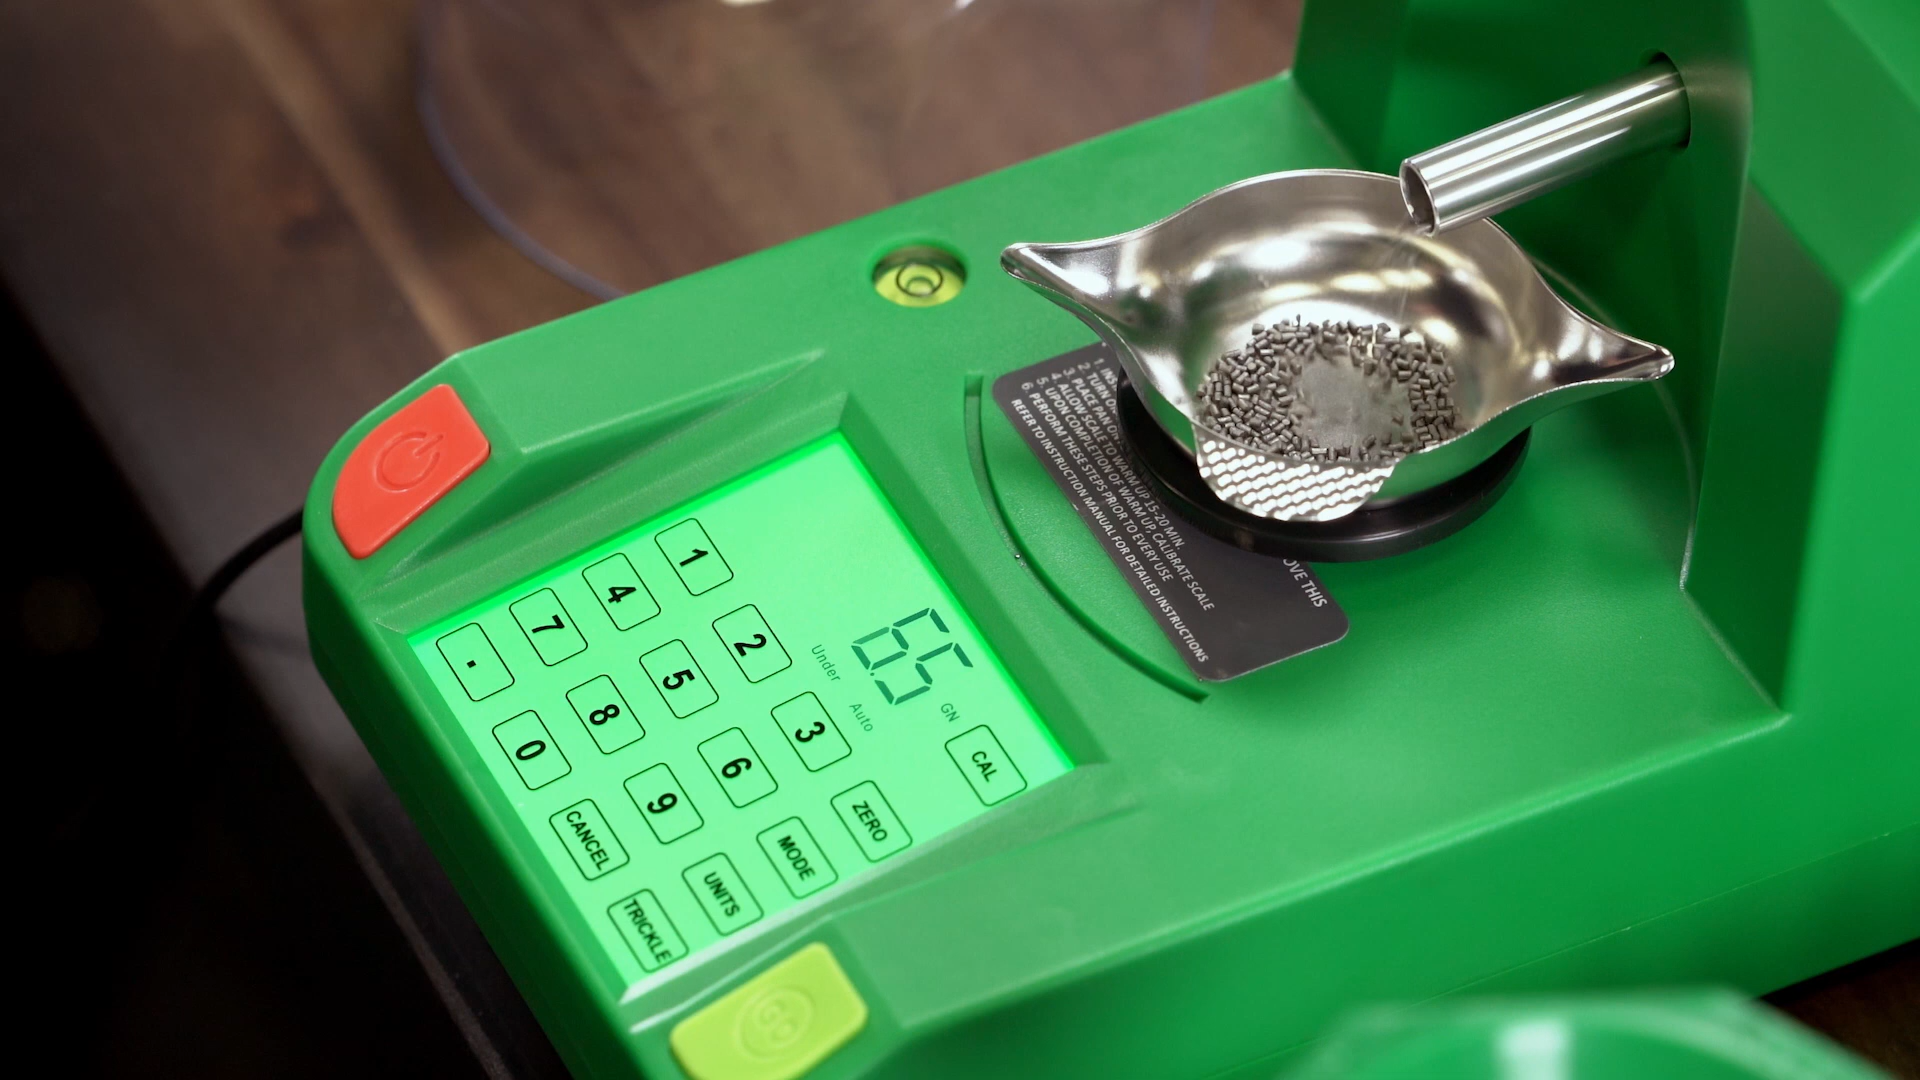 6.5
GN
Under Auto
CAL
1 2 3 ZERO
4 5 6 MODE
7 8 9 UNITS
. 0 CANCEL TRICKLE
GO
OVE THIS
1.
2. TURN
3. PLACE PAN ON
4. ALLOW SCALE TO WARM UP 15-20 MIN.
5. UPON COMPLETION OF WARM UP, CALIBRATE SCALE
6. PERFORM THESE STEPS PRIOR TO EVERY USE
REFER TO INSTRUCTION MANUAL FOR DETAILED INSTRUCTIONS